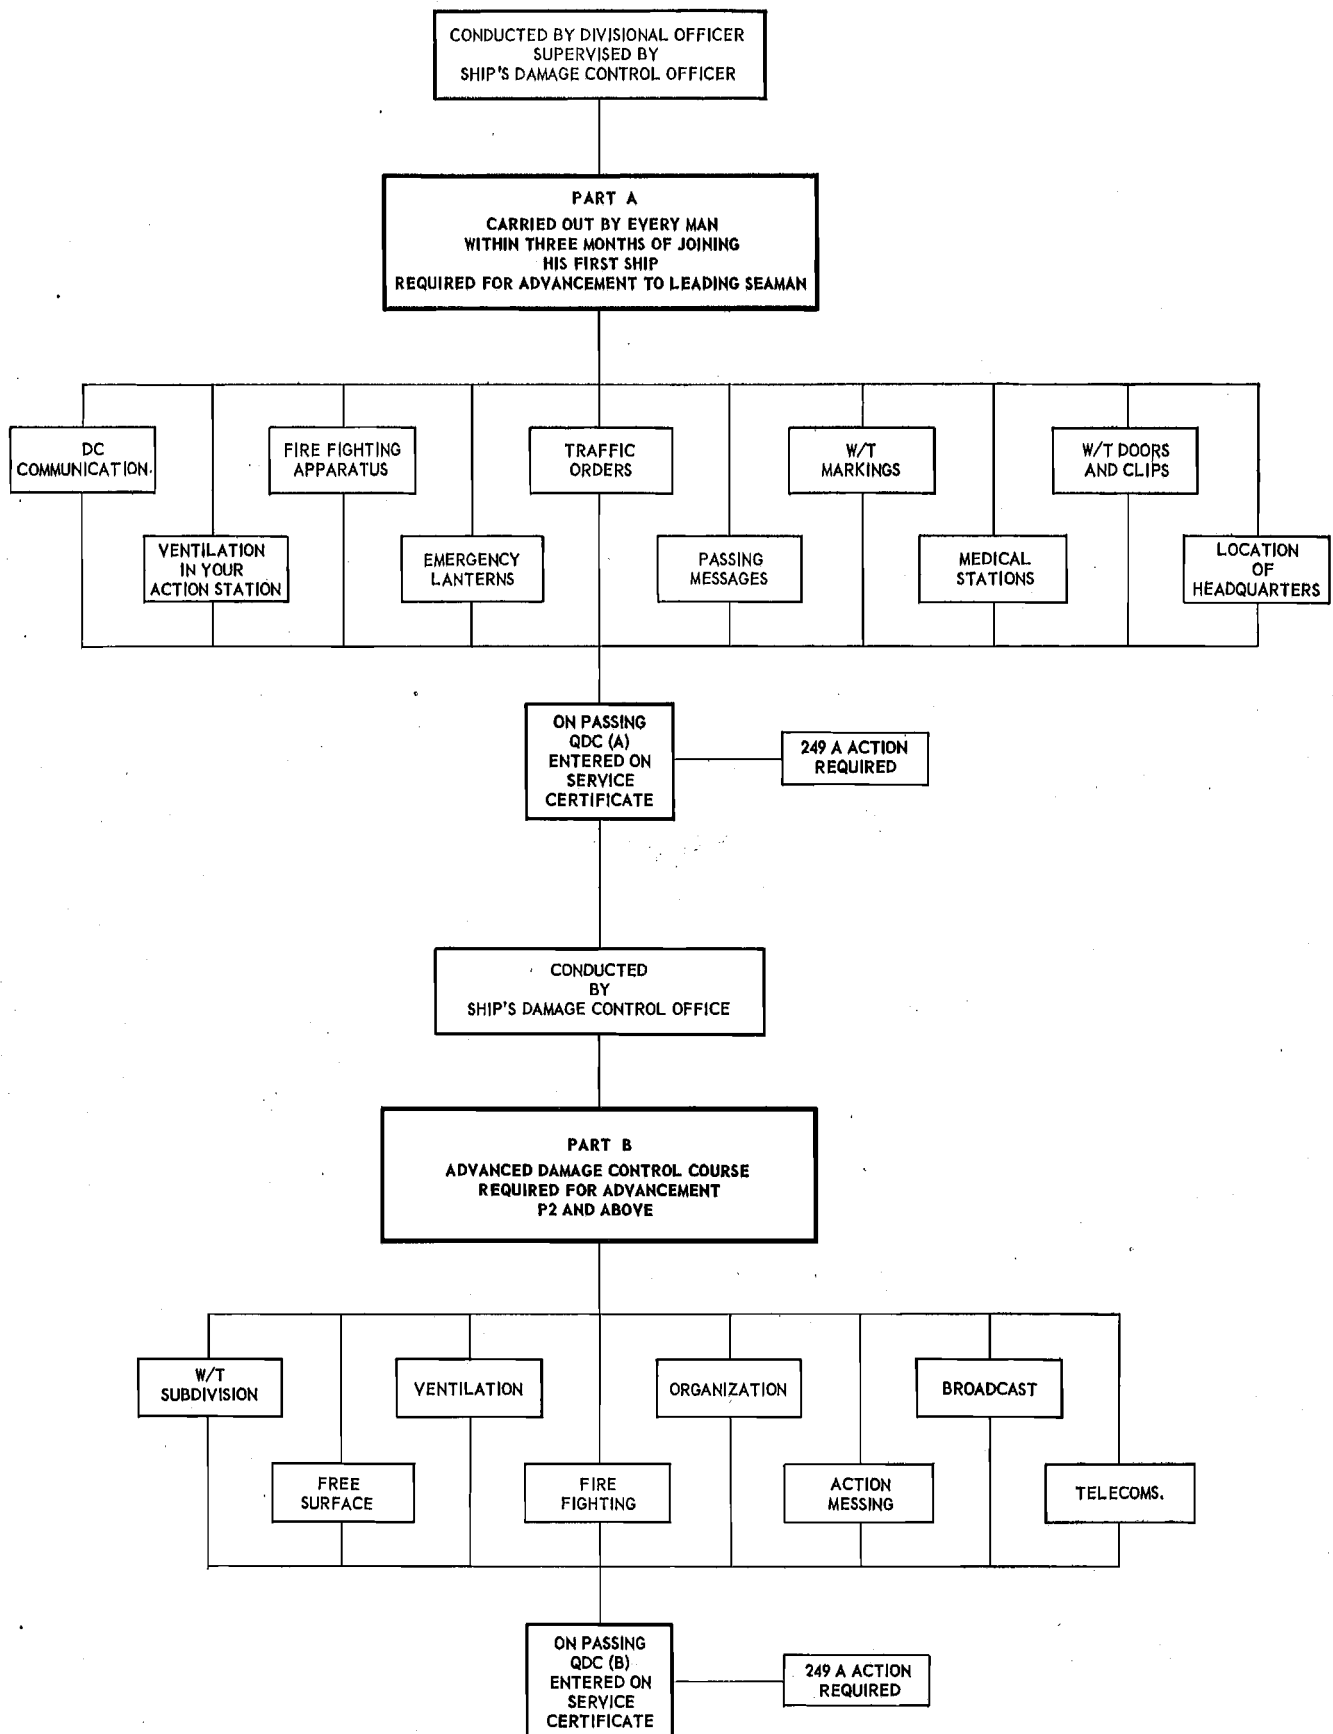 CONDUCTED BY DIVISIONAL OFFICER
SUPERVISED BY
SHIP'S DAMAGE CONTROL OFFICER
PART A
CARRIED OUT BY EVERY MAN
WITHIN THREE MONTHS OF JOINING
HIS FIRST SHIP
REQUIRED FOR ADVANCEMENT TO LEADING SEAMAN
DC
COMMUNICATION.
FIRE FIGHTING
APPARATUS
TRAFFIC
ORDERS
W/T
MARKINGS
W/T DOORS
AND CLIPS
VENTILATION
IN YOUR
ACTION STATION
EMERGENCY
LANTERNS
PASSING
MESSAGES
MEDICAL
STATIONS
LOCATION
OF
HEADQUARTERS
ON PASSING
QDC (A)
ENTERED ON
SERVICE
CERTIFICATE
249 A ACTION
REQUIRED
CONDUCTED
BY
SHIP'S DAMAGE CONTROL OFFICE
PART B
ADVANCED DAMAGE CONTROL COURSE
REQUIRED FOR ADVANCEMENT
P2 AND ABOVE
W/T
SUBDIVISION
VENTILATION
ORGANIZATION
BROADCAST
FREE
SURFACE
FIRE
FIGHTING
ACTION
MESSING
TELECOMS.
ON PASSING
QDC (B)
ENTERED ON
SERVICE
CERTIFICATE
249 A ACTION
REQUIRED